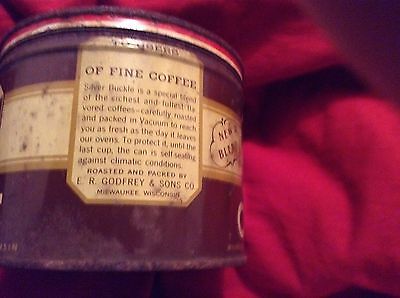 OF FINE COFFEE
Silver Buckle is a special blend
of the richest and fullest fla-
vored coffees—carefully roasted
and packed in Vacuum to reach
you as fresh as the day it leaves
our ovens. To protect it, until the
last cup, the can is self sealing
against climatic conditions.
ROASTED AND PACKED BY
E. R. GODFREY & SONS CO.
MILWAUKEE, WISCONSIN
NEW
BLEND